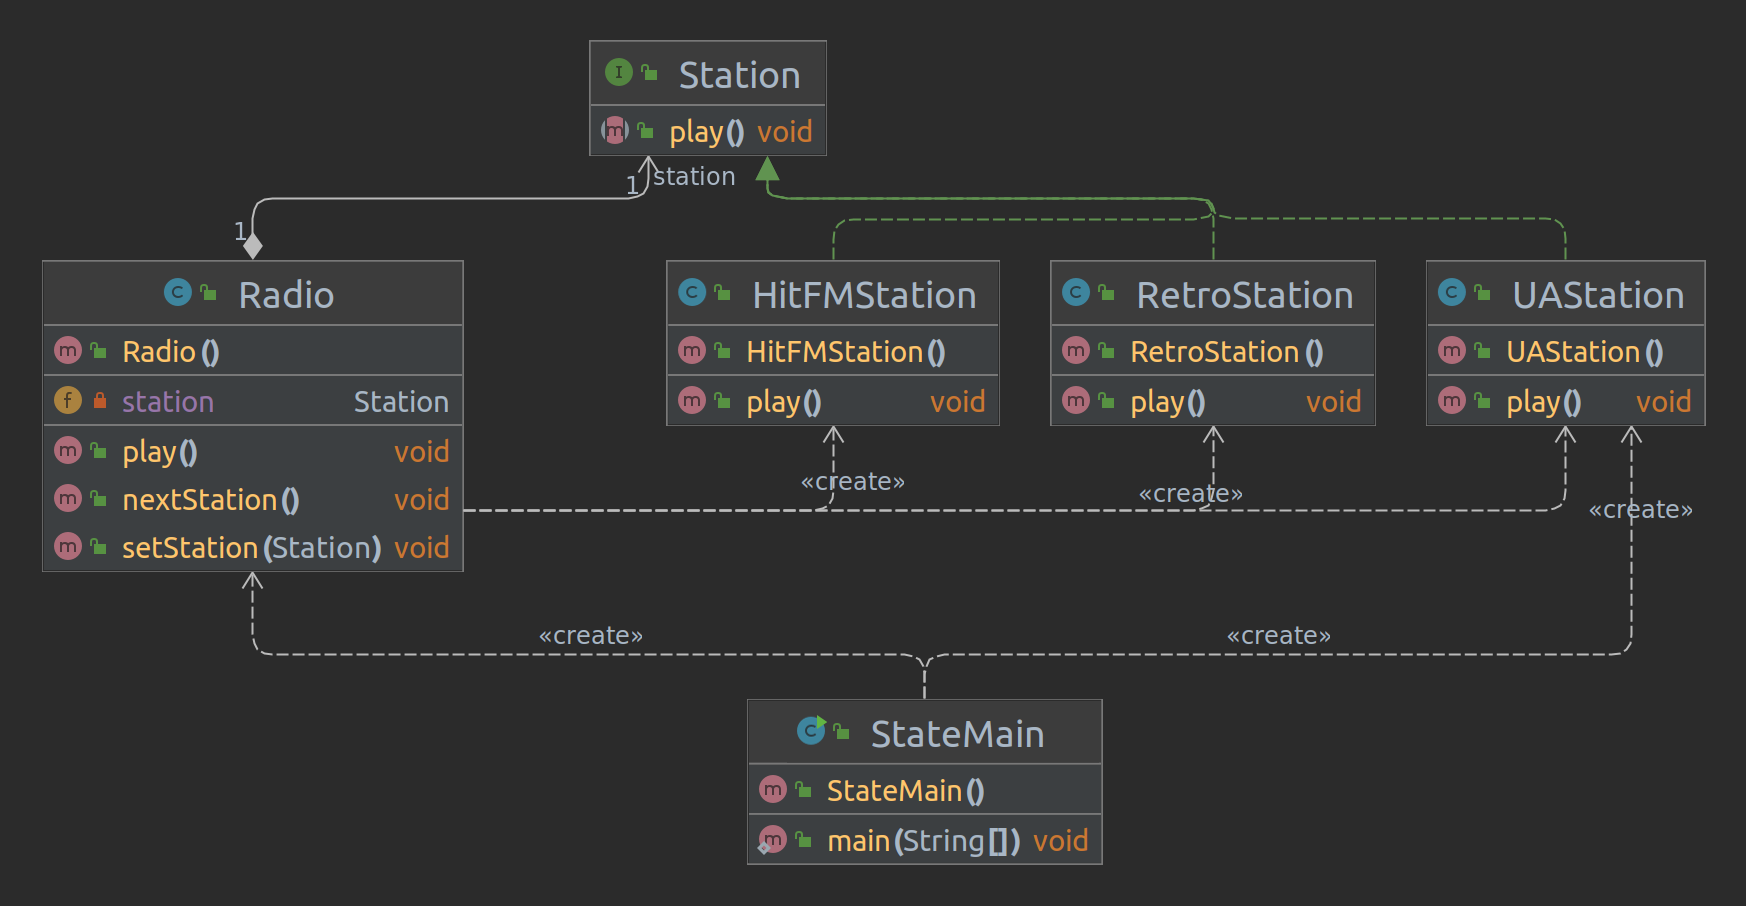 Station
play() void
1 station
1
Radio
Radio()
station Station
play() void
nextStation() void
setStation(Station) void
HitFMStation
HitFMStation()
play() void
RetroStation
RetroStation()
play() void
UAStation
UAStation()
play() void
«create»
«create»
«create»
«create»
«create»
StateMain
StateMain()
main(String[]) void